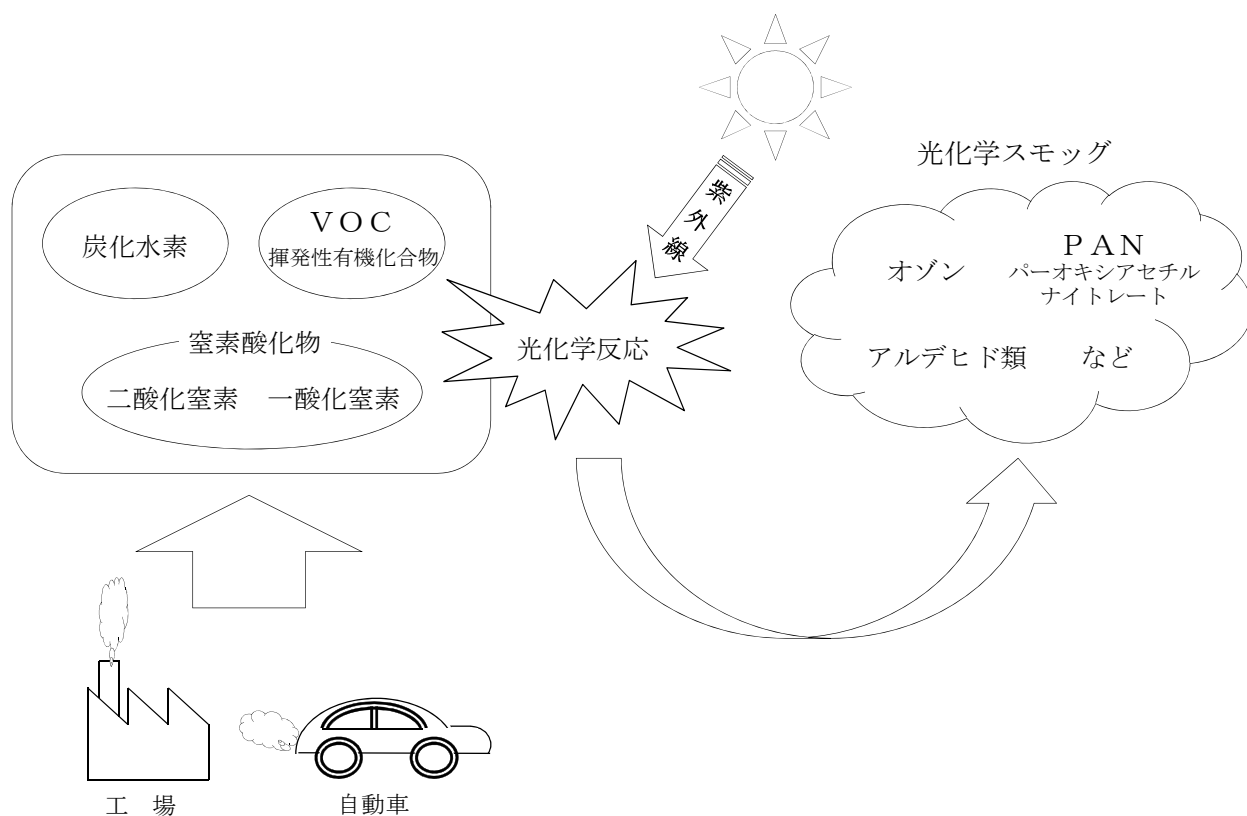 紫外線
光化学スモッグ
炭化水素
ＶＯＣ
揮発性有機化合物
ＰＡＮ
オゾン
パーオキシアセチル
ナイトレート
窒素酸化物
光化学反応
アルデヒド類 など
二酸化窒素 一酸化窒素
工 場
自動車